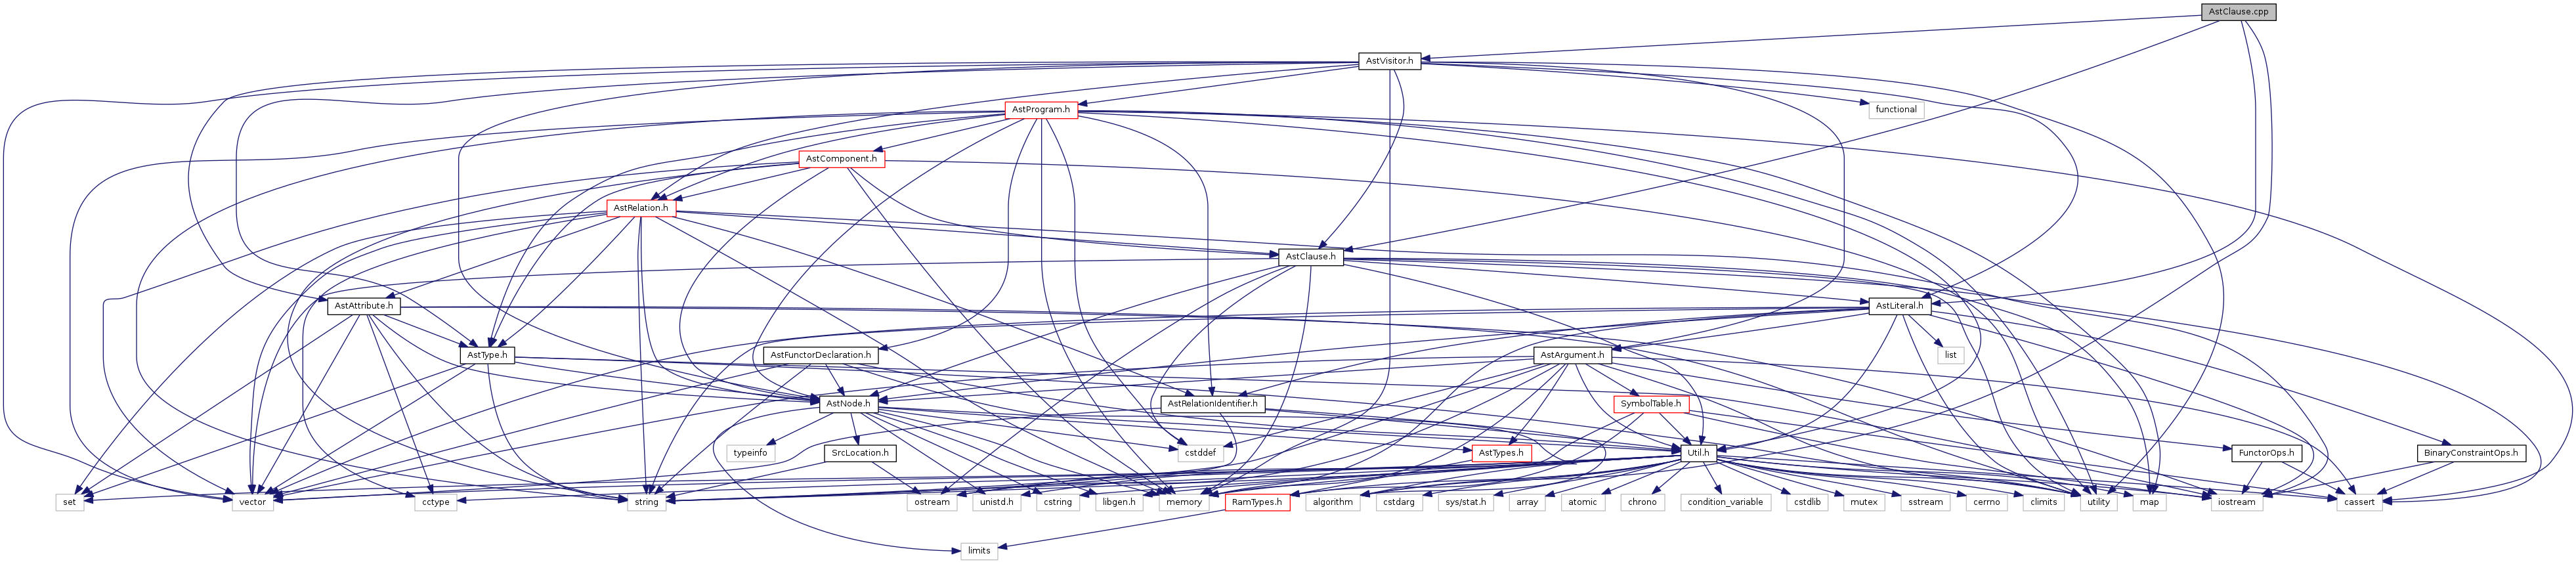 AstClause.cpp
AstVisitor.h
AstProgram.h
functional
AstComponent.h
AstRelation.h
AstClause.h
AstAttribute.h
AstLiteral.h
AstType.h
AstFunctorDeclaration.h
AstArgument.h
list
AstNode.h
AstRelationIdentifier.h
SymbolTable.h
typeinfo
SrcLocation.h
cstddef
AstTypes.h
Util.h
FunctorOps.h
BinaryConstraintOps.h
set
vector
cctype
string
ostream
unistd.h
cstring
libgen.h
memory
RamTypes.h
algorithm
cstdarg
sys/stat.h
array
atomic
chrono
condition_variable
cstdlib
mutex
sstream
cerrno
climits
utility
map
iostream
cassert
limits